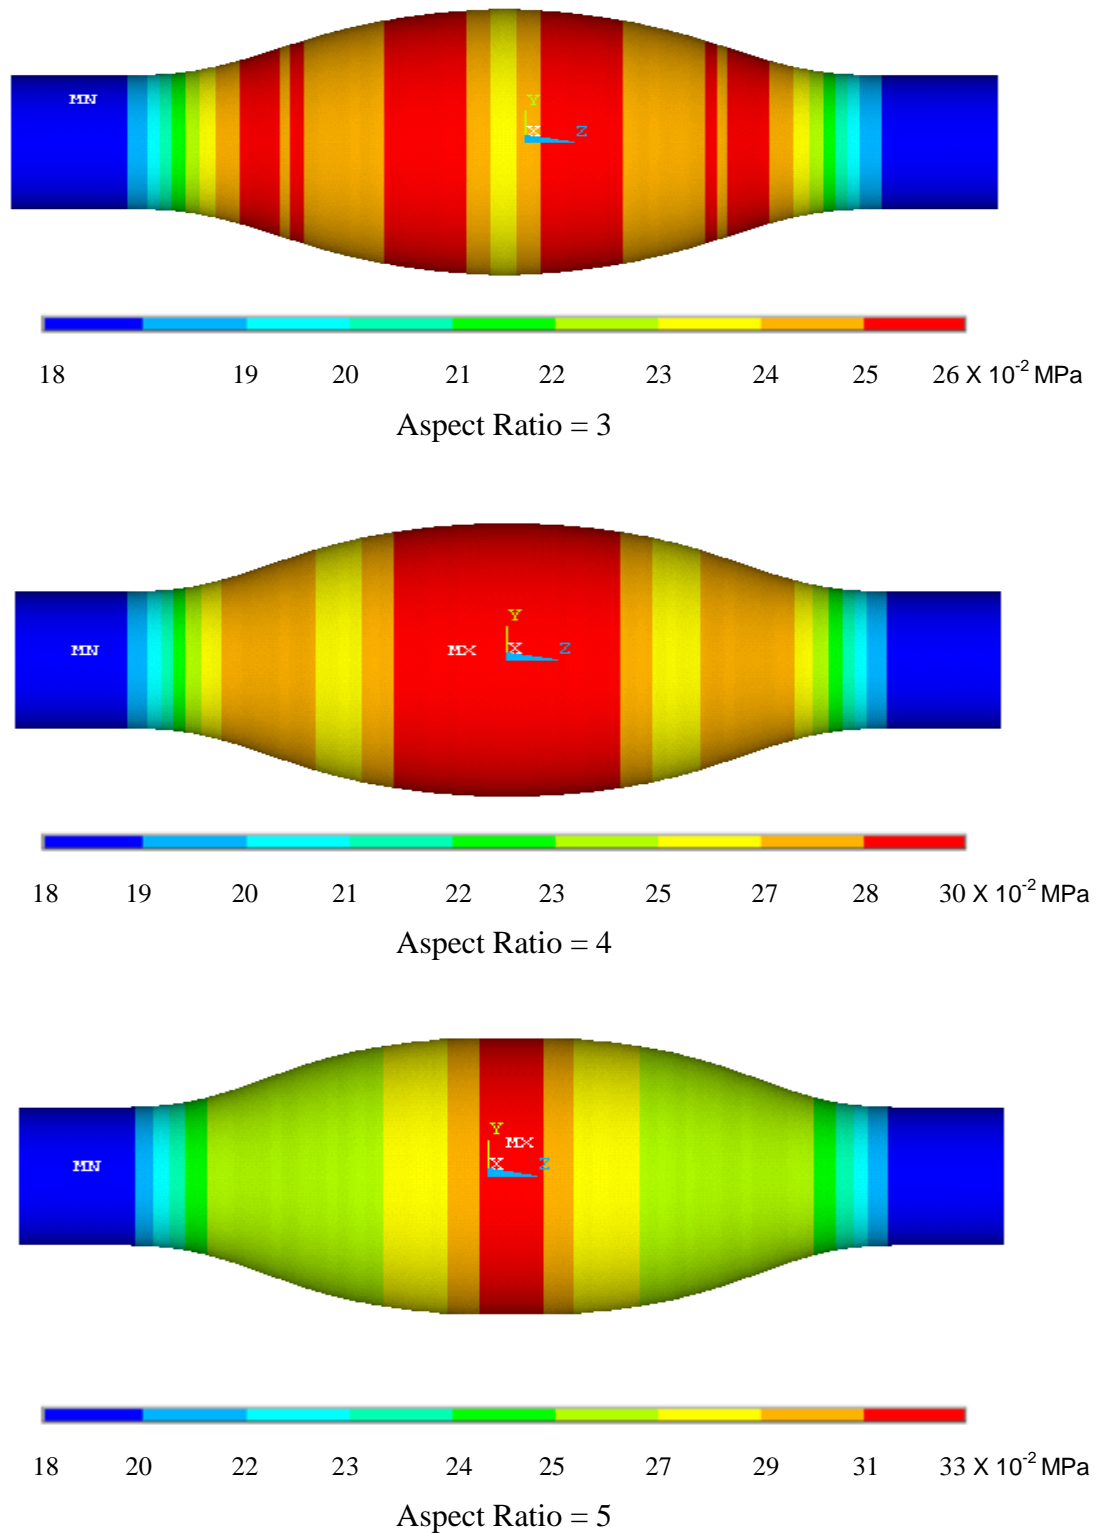 MN
Y
X Z
18 19 20 21 22 23 24 25 26 X 10⁻² MPa
Aspect Ratio = 3
Y
MN MX X Z
18 19 20 21 22 23 25 27 28 30 X 10⁻² MPa
Aspect Ratio = 4
Y MX
MN X Z
18 20 22 23 24 25 27 29 31 33 X 10⁻² MPa
Aspect Ratio = 5